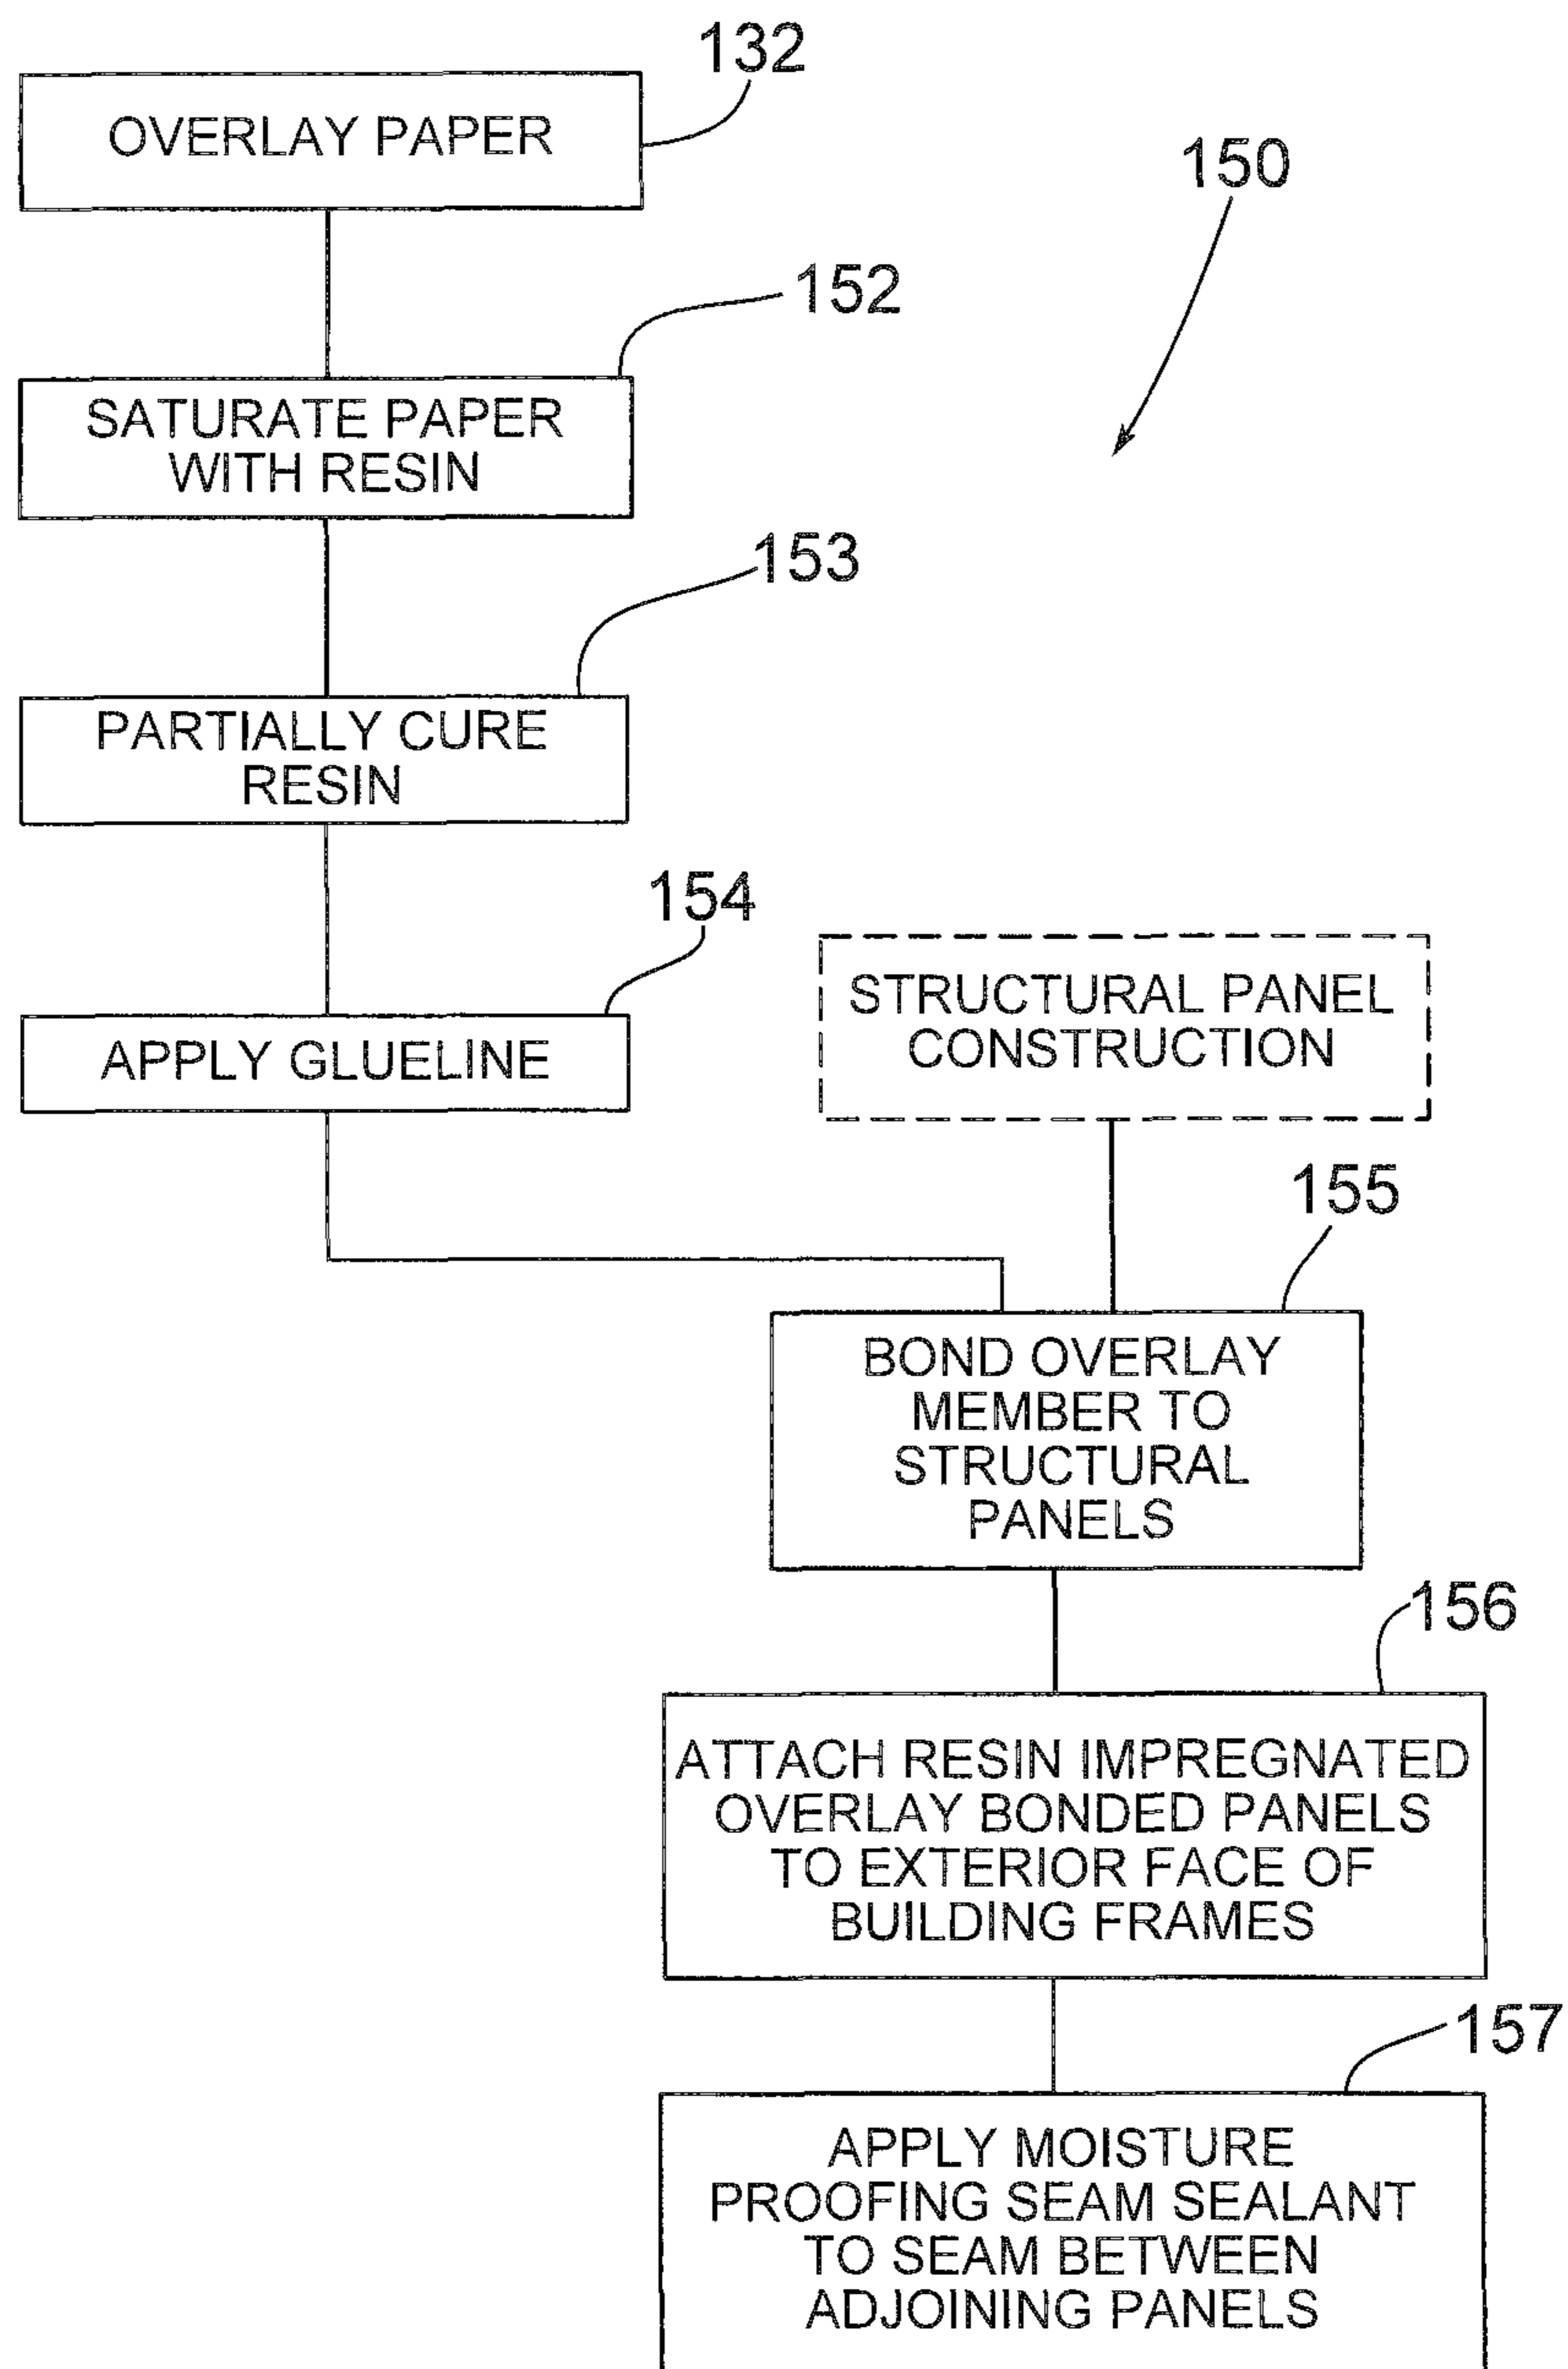 132
OVERLAY PAPER
150
152
SATURATE PAPER
WITH RESIN
153
PARTIALLY CURE
RESIN
154
APPLY GLUELINE
STRUCTURAL PANEL
CONSTRUCTION
155
BOND OVERLAY
MEMBER TO
STRUCTURAL
PANELS
156
ATTACH RESIN IMPREGNATED
OVERLAY BONDED PANELS
TO EXTERIOR FACE OF
BUILDING FRAMES
157
APPLY MOISTURE
PROOFING SEAM SEALANT
TO SEAM BETWEEN
ADJOINING PANELS